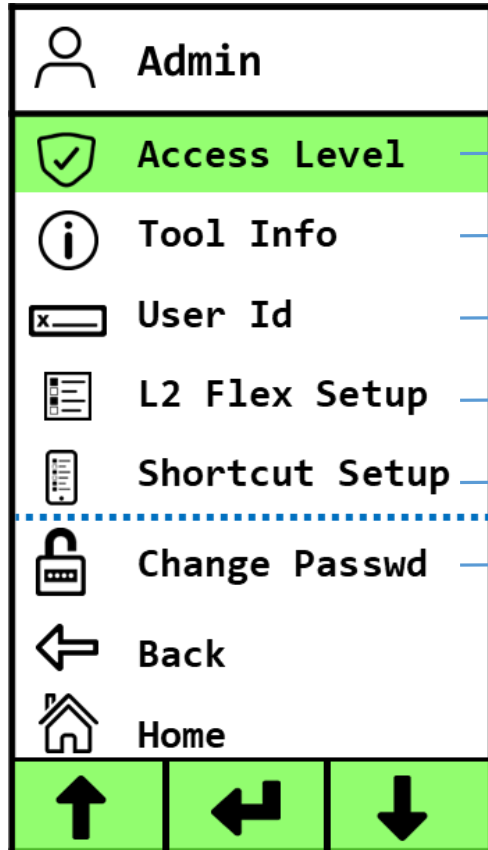 Admin
Access Level
Tool Info
User Id
L2 Flex Setup
Shortcut Setup
Change Passwd
Back
Home